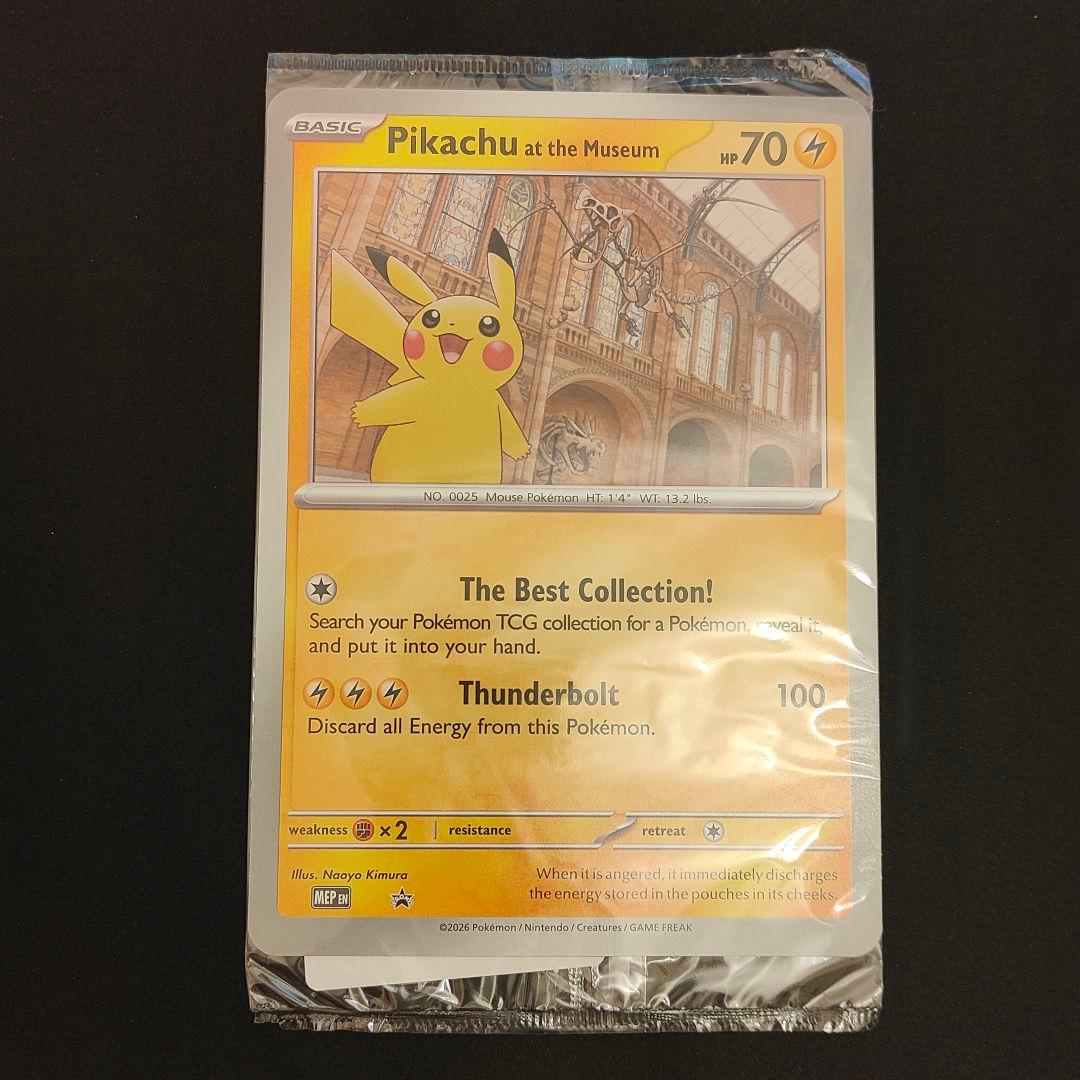 BASIC
Pikachu at the Museum
HP 70
NO. 0025 Mouse Pokémon HT: 1'4" WT: 13.2 lbs.
The Best Collection!
Search your Pokémon TCG collection for a Pokémon, reveal it,
and put it into your hand.
Thunderbolt 100
Discard all Energy from this Pokémon.
weakness ×2 resistance retreat
Illus. Naoyo Kimura
When it is angered, it immediately discharges
the energy stored in the pouches in its cheeks.
MEP EN
©2026 Pokémon / Nintendo / Creatures / GAME FREAK